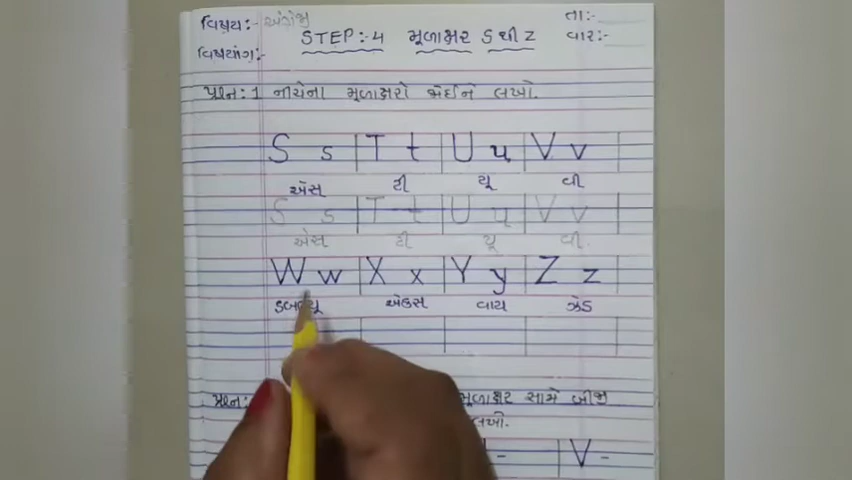 વિષય:- અંગ્રેજી
તા:-
STEP:-4 મૂળાક્ષર S થી Z
વાર:-
વિષયાંગ:-
પ્રશ્ન:1 નીચેના મૂળાક્ષરો જોઈને લખો.
S s T t U u V v
એસ ટી યૂ વી
S s T t U u V v
એસ ટી યૂ વી.
W w X x Y y Z z
ડબલ્યૂ એક્સ વાય ઝેડ
પ્રશ્ન: મૂળાક્ષર સામે બીજી
લખો.
- V -